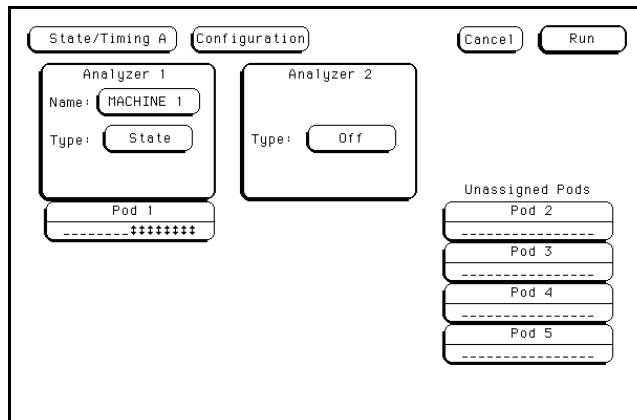 State/Timing A Configuration Cancel Run
Analyzer 1
Name: MACHINE 1
Type: State
Analyzer 2
Type: Off
Pod 1
________↕↕↕↕↕↕↕↕
Unassigned Pods
Pod 2
----------------
Pod 3
----------------
Pod 4
----------------
Pod 5
----------------